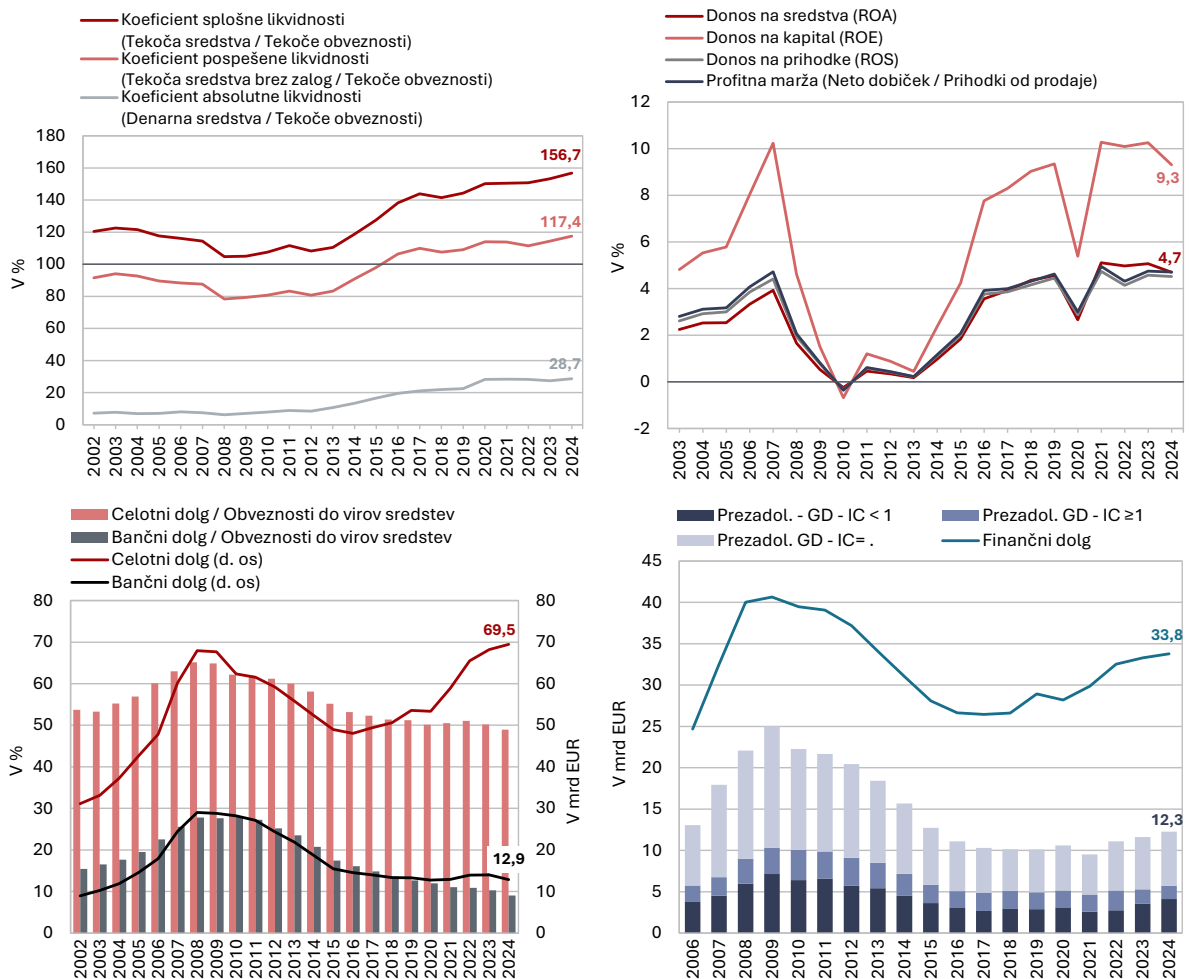 Koeficient splošne likvidnosti
(Tekoča sredstva / Tekoče obveznosti)
Koeficient pospešene likvidnosti
(Tekoča sredstva brez zalog / Tekoče obveznosti)
Koeficient absolutne likvidnosti
(Denarna sredstva / Tekoče obveznosti)
V %
180
160
140
120
100
80
60
40
20
0
156,7
117,4
28,7
2002 2003 2004 2005 2006 2007 2008 2009 2010 2011 2012 2013 2014 2015 2016 2017 2018 2019 2020 2021 2022 2023 2024
Donos na sredstva (ROA)
Donos na kapital (ROE)
Donos na prihodke (ROS)
Profitna marža (Neto dobiček / Prihodki od prodaje)
V %
12
10
8
6
4
2
0
-2
9,3
4,7
2003 2004 2005 2006 2007 2008 2009 2010 2011 2012 2013 2014 2015 2016 2017 2018 2019 2020 2021 2022 2023 2024
Celotni dolg / Obveznosti do virov sredstev
Bančni dolg / Obveznosti do virov sredstev
Celotni dolg (d. os)
Bančni dolg (d. os)
V %
80
70
60
50
40
30
20
10
0
69,5
12,9
80
70
60
50
40
30
20
10
0
V mrd EUR
2002 2003 2004 2005 2006 2007 2008 2009 2010 2011 2012 2013 2014 2015 2016 2017 2018 2019 2020 2021 2022 2023 2024
Prezadol. - GD - IC < 1
Prezadol. GD - IC ≥1
Prezadol. GD - IC= .
Finančni dolg
V mrd EUR
45
40
35
30
25
20
15
10
5
0
33,8
12,3
2006 2007 2008 2009 2010 2011 2012 2013 2014 2015 2016 2017 2018 2019 2020 2021 2022 2023 2024